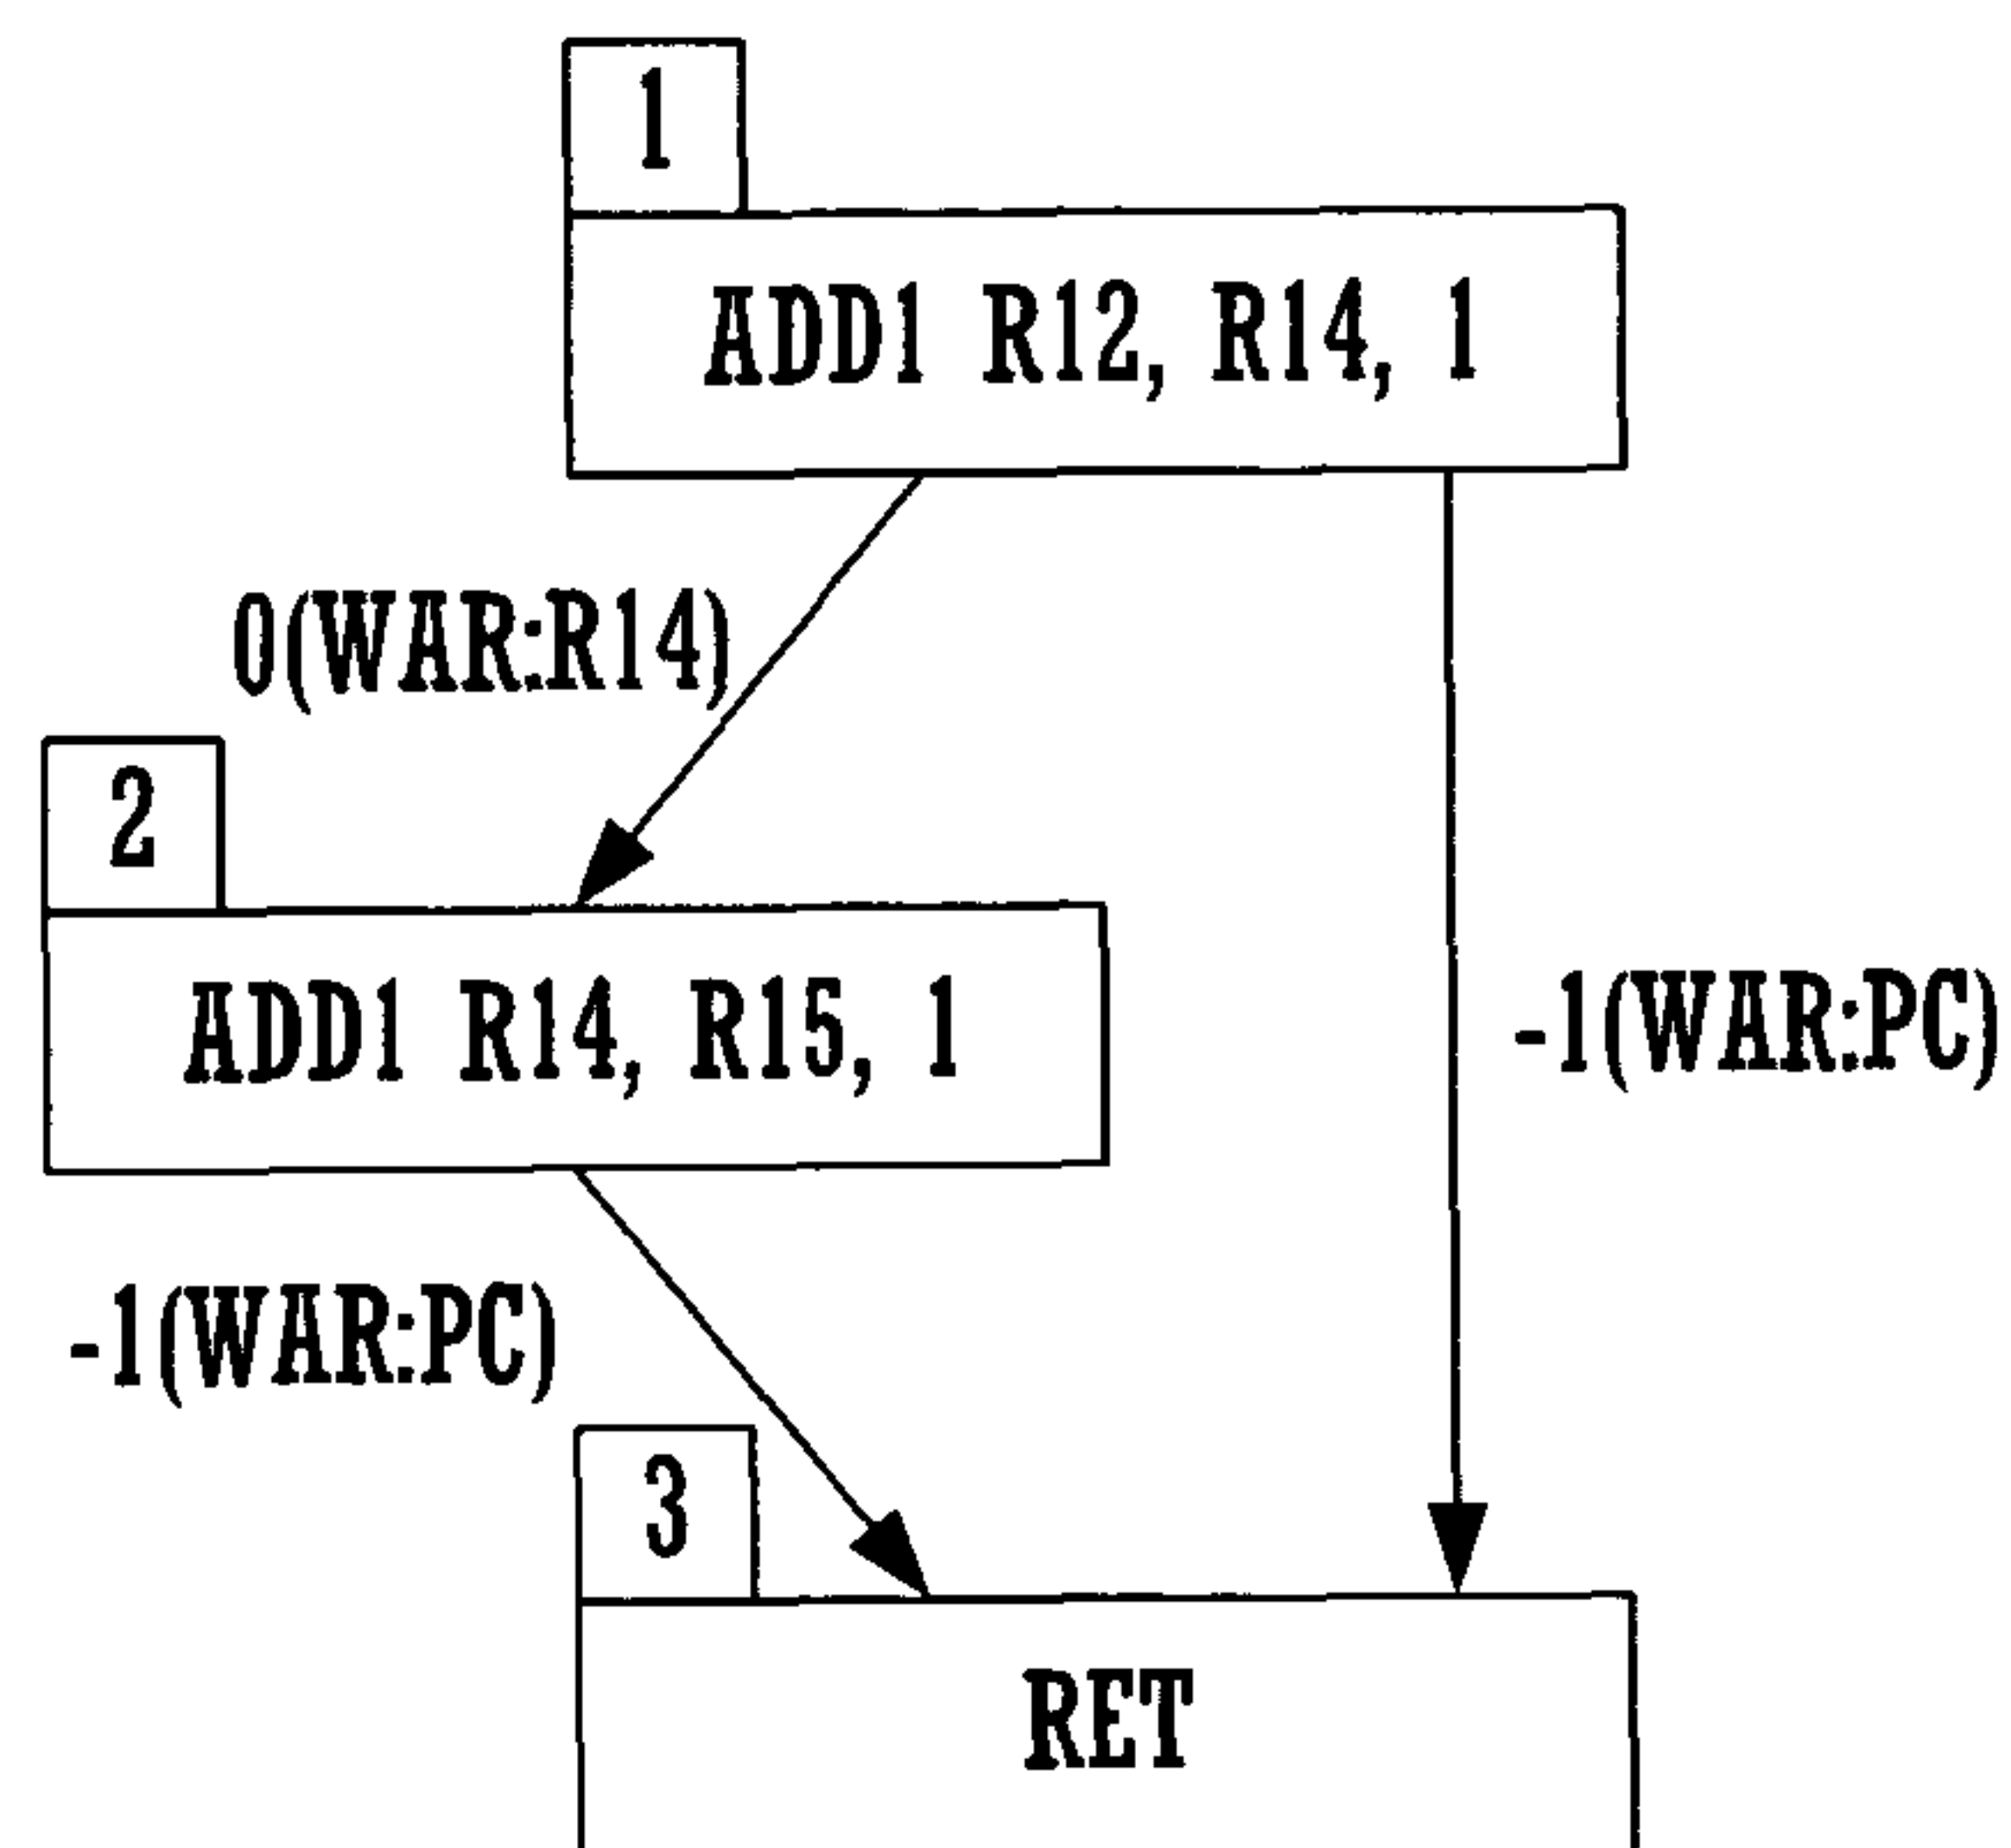 1
ADD1 R12, R14, 1
0(WAR:R14)
2
ADD1 R14, R15, 1
-1(WAR:PC)
-1(WAR:PC)
3
RET